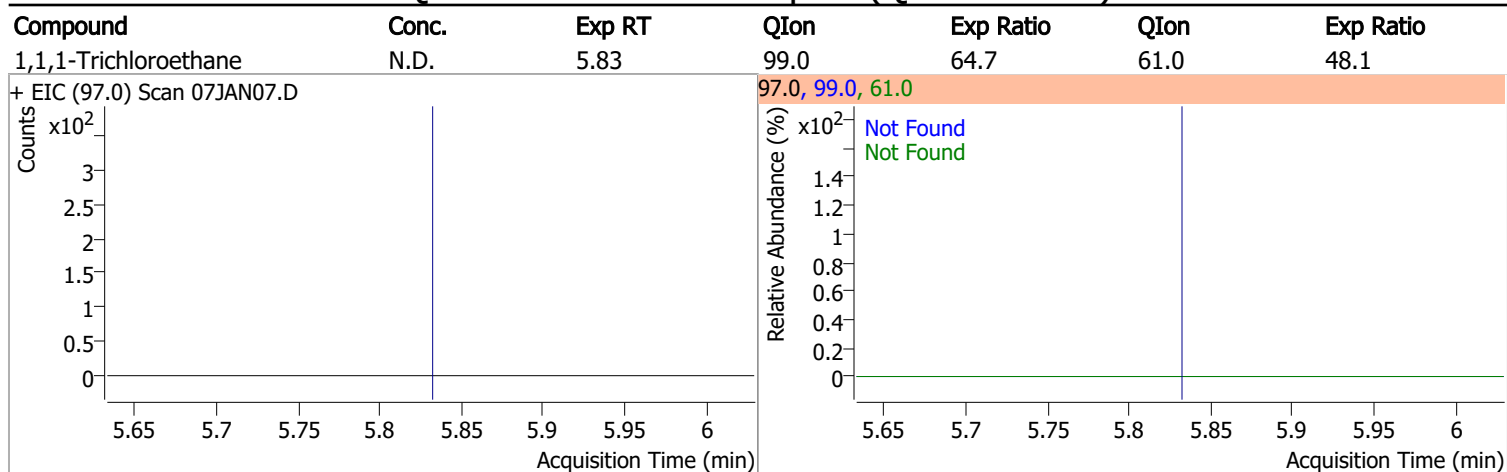 Compound Conc. Exp RT QIon Exp Ratio QIon Exp Ratio
1,1,1-Trichloroethane N.D. 5.83 99.0 64.7 61.0 48.1
+ EIC (97.0) Scan 07JAN07.D
Counts
x10²
3
2.5
2
1.5
1
0.5
0
5.65 5.7 5.75 5.8 5.85 5.9 5.95 6
Acquisition Time (min)
97.0, 99.0, 61.0
Relative Abundance (%)
x10²
Not Found
Not Found
1.4
1.2
1
0.8
0.6
0.4
0.2
0
5.65 5.7 5.75 5.8 5.85 5.9 5.95 6
Acquisition Time (min)